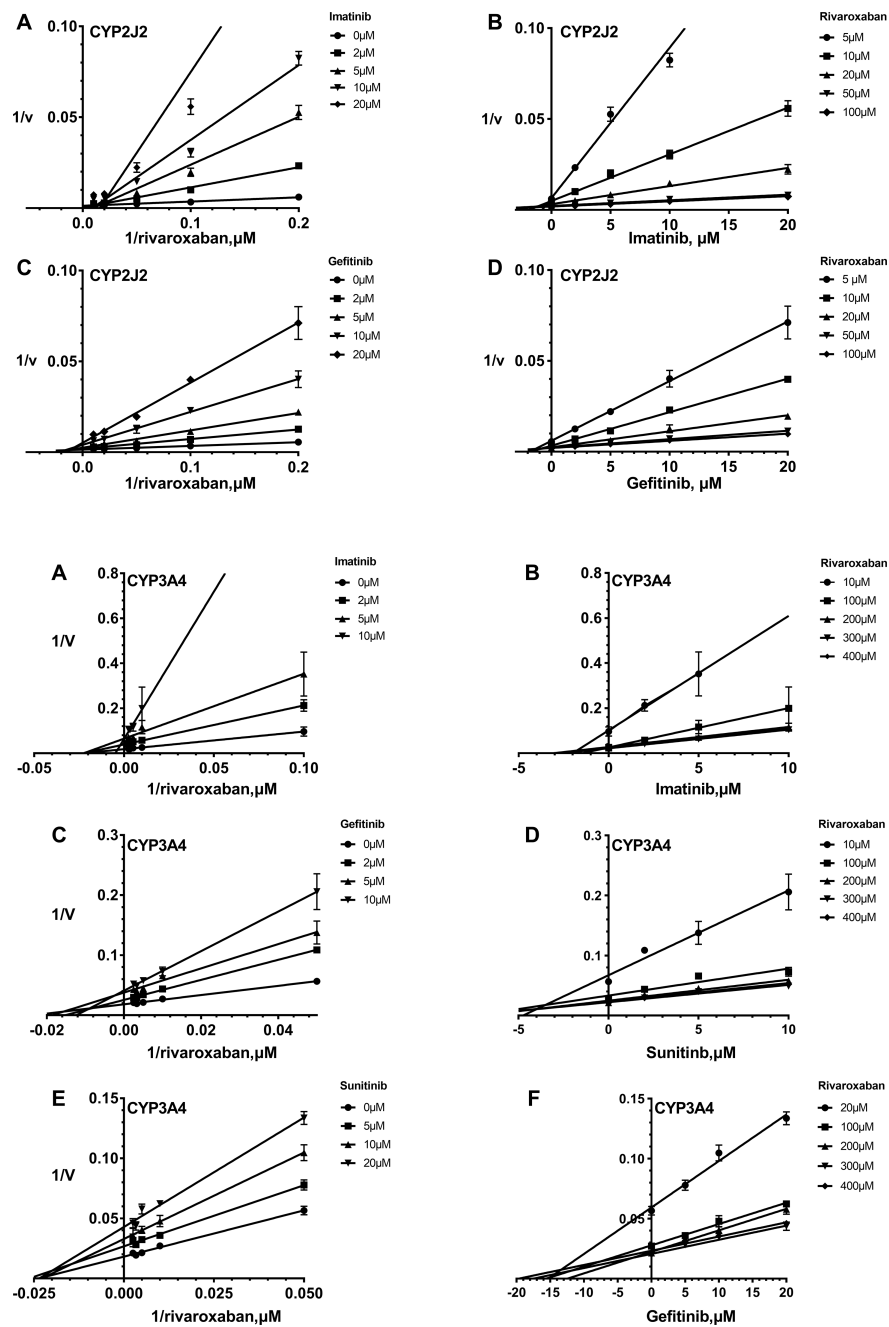 A
CYP2J2
Imatinib
0μM
2μM
5μM
10μM
20μM
1/v
0.10
0.05
0.0
0.1
0.2
1/rivaroxaban,μM
B
CYP2J2
Rivaroxaban
5μM
10μM
20μM
50μM
100μM
1/v
0.10
0.05
0
5
10
15
20
Imatinib, μM
C
CYP2J2
Gefitinib
0μM
2μM
5μM
10μM
20μM
1/v
0.10
0.05
0.0
0.1
0.2
1/rivaroxaban,μM
D
CYP2J2
Rivaroxaban
5 μM
10μM
20μM
50μM
100μM
1/v
0.10
0.05
0
5
10
15
20
Gefitinib, μM
A
CYP3A4
Imatinib
0μM
2μM
5μM
10μM
1/V
0.8
0.6
0.4
0.2
-0.05
0.00
0.05
0.10
1/rivaroxaban,μM
B
CYP3A4
Rivaroxaban
10μM
100μM
200μM
300μM
400μM
0.8
0.6
0.4
0.2
-5
0
5
10
Imatinib,μM
C
CYP3A4
Gefitinib
0μM
2μM
5μM
10μM
1/V
0.3
0.2
0.1
-0.02
0.00
0.02
0.04
1/rivaroxaban,μM
D
CYP3A4
Rivaroxaban
10μM
100μM
200μM
300μM
400μM
0.3
0.2
0.1
-5
0
5
10
Sunitinb,μM
E
CYP3A4
Sunitinib
0μM
5μM
10μM
20μM
1/V
0.15
0.10
0.05
-0.025
0.000
0.025
0.050
1/rivaroxaban,μM
F
CYP3A4
Rivaroxaban
20μM
100μM
200μM
300μM
400μM
0.15
0.10
0.05
-20
-15
-10
-5
0
5
10
15
20
Gefitinib,μM